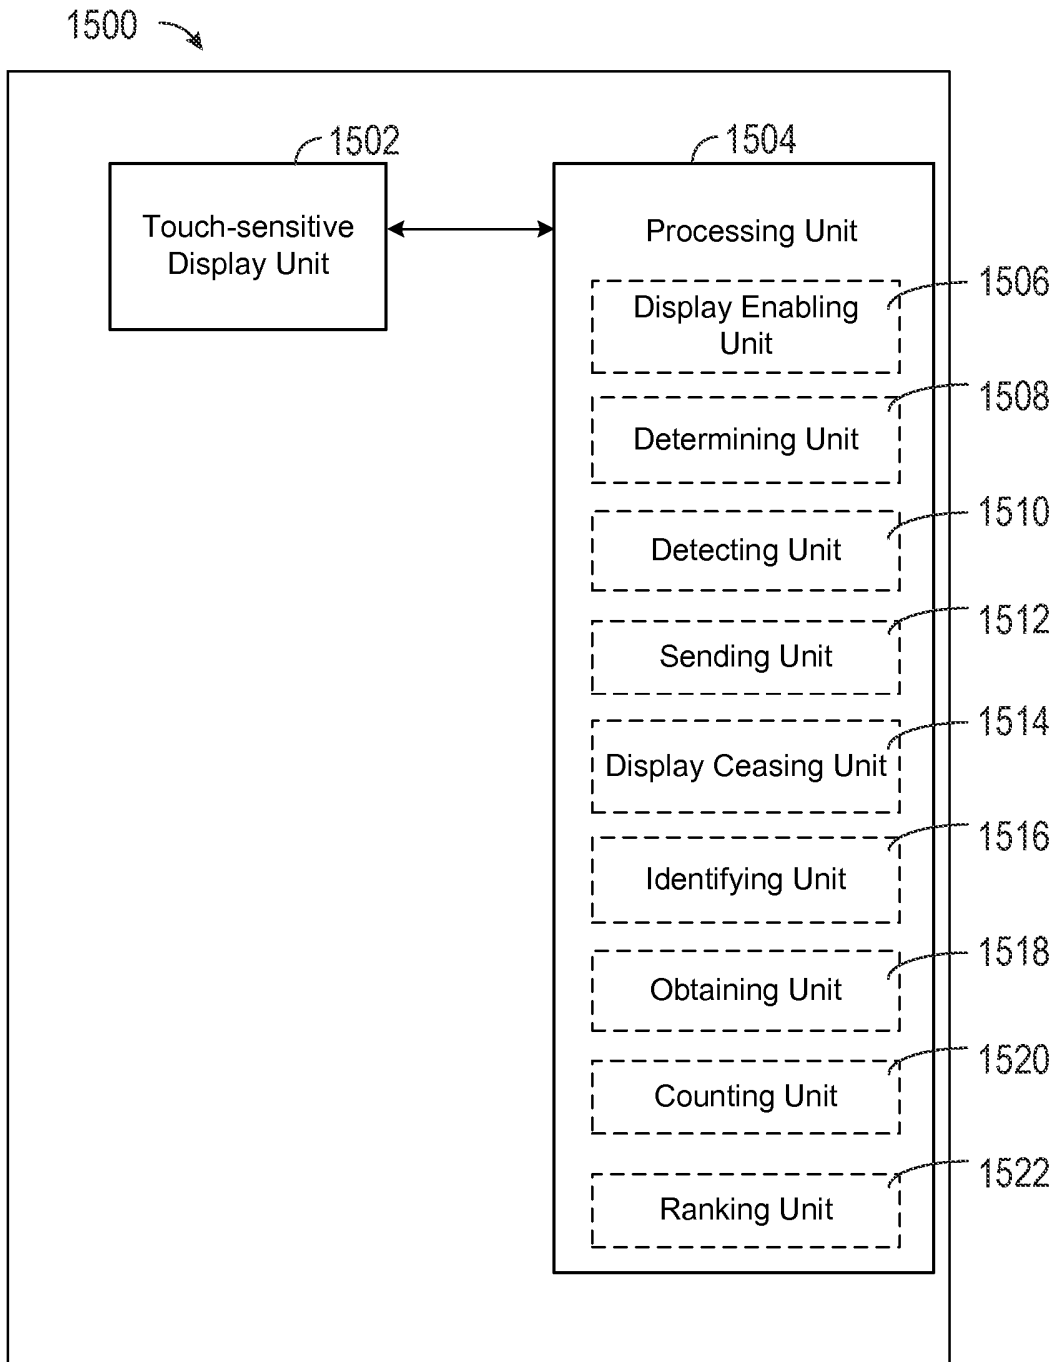 1500
1502
1504
Touch-sensitive
Display Unit
Processing Unit
1506
Display Enabling
Unit
1508
Determining Unit
1510
Detecting Unit
1512
Sending Unit
1514
Display Ceasing Unit
1516
Identifying Unit
1518
Obtaining Unit
1520
Counting Unit
1522
Ranking Unit